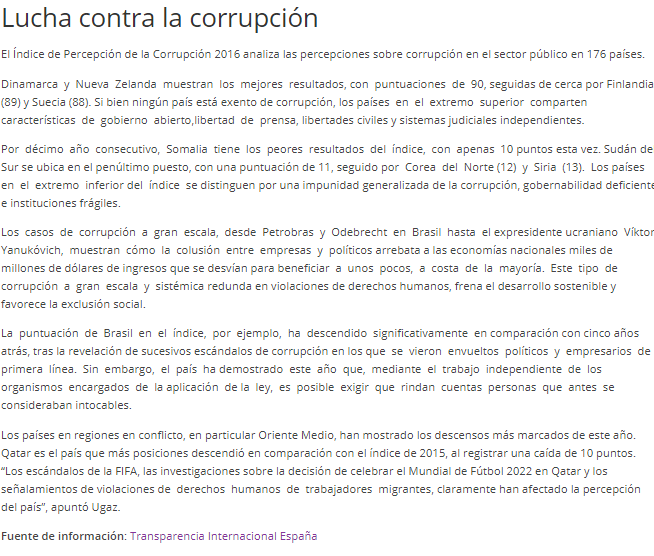 Lucha contra la corrupción
El Índice de Percepción de la Corrupción 2016 analiza las percepciones sobre corrupción en el sector público en 176 países.
Dinamarca y Nueva Zelanda muestran los mejores resultados, con puntuaciones de 90, seguidas de cerca por Finlandia
(89) y Suecia (88). Si bien ningún país está exento de corrupción, los países en el extremo superior comparten
características de gobierno abierto,libertad de prensa, libertades civiles y sistemas judiciales independientes.
Por décimo año consecutivo, Somalia tiene los peores resultados del índice, con apenas 10 puntos esta vez. Sudán de
Sur se ubica en el penúltimo puesto, con una puntuación de 11, seguido por Corea del Norte (12) y Siria (13). Los países
en el extremo inferior del índice se distinguen por una impunidad generalizada de la corrupción, gobernabilidad deficiente
e instituciones frágiles.
Los casos de corrupción a gran escala, desde Petrobras y Odebrecht en Brasil hasta el expresidente ucraniano Víktor
Yanukóvich, muestran cómo la colusión entre empresas y políticos arrebata a las economías nacionales miles de
millones de dólares de ingresos que se desvían para beneficiar a unos pocos, a costa de la mayoría. Este tipo de
corrupción a gran escala y sistémica redunda en violaciones de derechos humanos, frena el desarrollo sostenible y
favorece la exclusión social.
La puntuación de Brasil en el índice, por ejemplo, ha descendido significativamente en comparación con cinco años
atrás, tras la revelación de sucesivos escándalos de corrupción en los que se vieron envueltos políticos y empresarios de
primera línea. Sin embargo, el país ha demostrado este año que, mediante el trabajo independiente de los
organismos encargados de la aplicación de la ley, es posible exigir que rindan cuentas personas que antes se
consideraban intocables.
Los países en regiones en conflicto, en particular Oriente Medio, han mostrado los descensos más marcados de este año.
Qatar es el país que más posiciones descendió en comparación con el índice de 2015, al registrar una caída de 10 puntos.
“Los escándalos de la FIFA, las investigaciones sobre la decisión de celebrar el Mundial de Fútbol 2022 en Qatar y los
señalamientos de violaciones de derechos humanos de trabajadores migrantes, claramente han afectado la percepción
del país”, apuntó Ugaz.
Fuente de información: Transparencia Internacional España